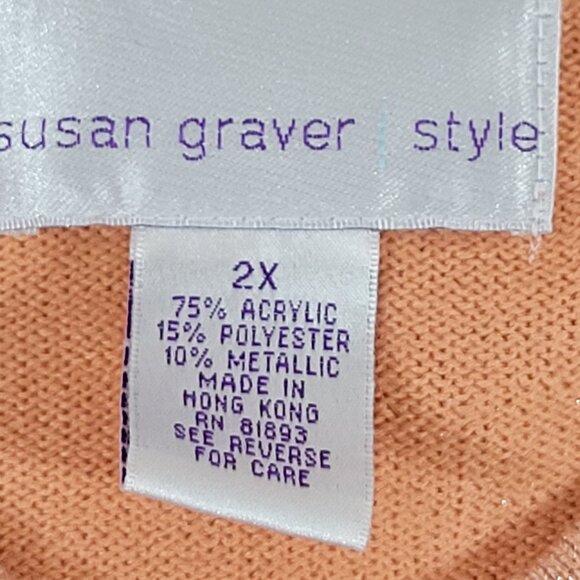 susan graver | style
2X
75% ACRYLIC
15% POLYESTER
10% METALLIC
MADE IN
HONG KONG
RN 81893
SEE REVERSE
FOR CARE